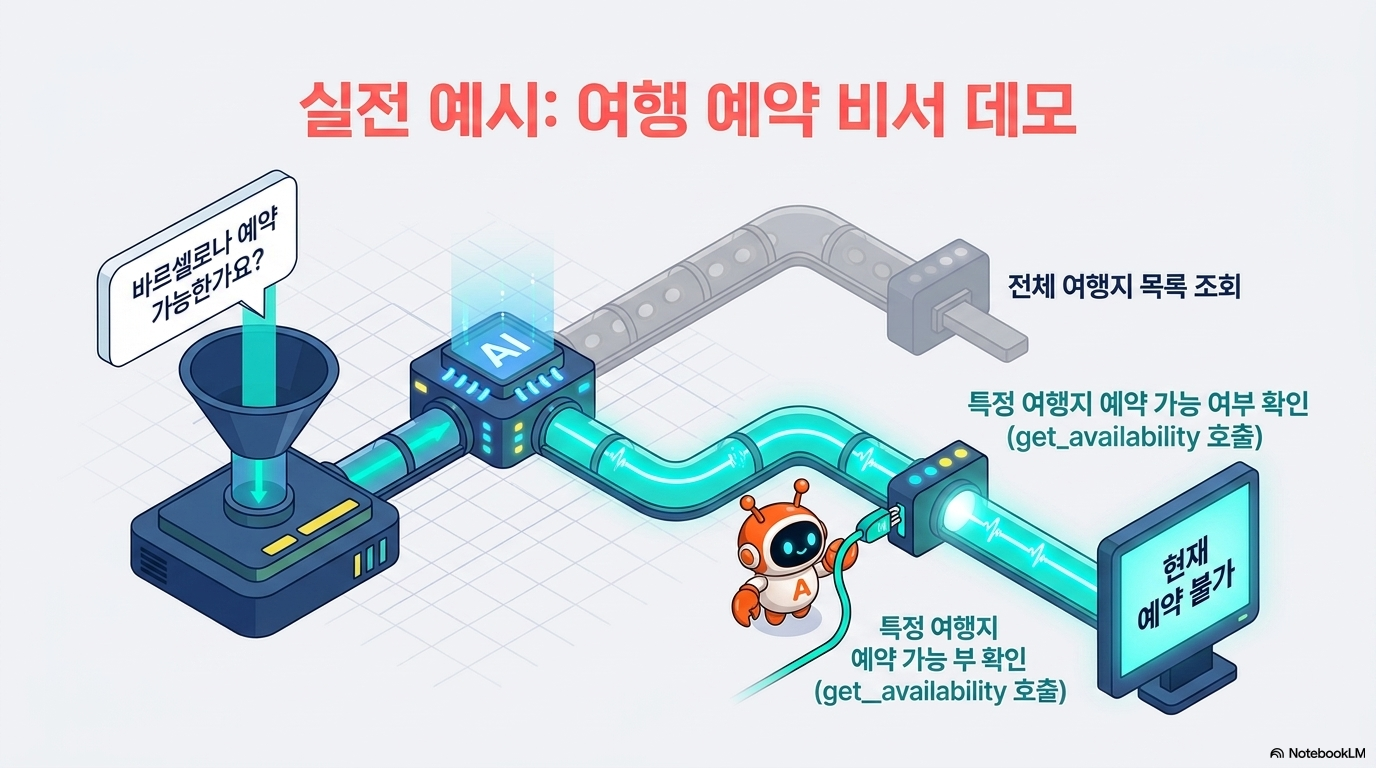 실전 예시: 여행 예약 비서 데모
바르셀로나 예약
가능한가요?
AI
전체 여행지 목록 조회
특정 여행지 예약 가능 여부 확인
(get_availability 호출)
현재
예약 불가
A
특정 여행지
예약 가능 부 확인
(get__availability 호출)
NotebookLM